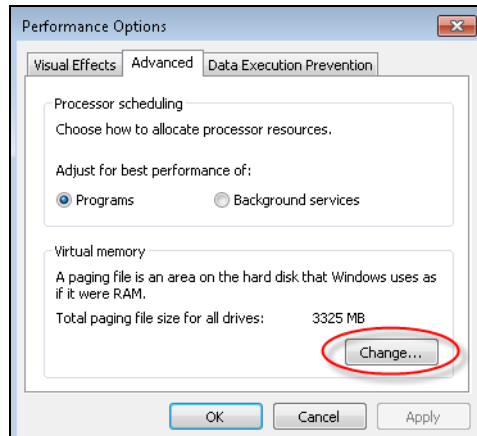 Performance Options
Visual Effects Advanced Data Execution Prevention
Processor scheduling
Choose how to allocate processor resources.
Adjust for best performance of:
Programs Background services
Virtual memory
A paging file is an area on the hard disk that Windows uses as
if it were RAM.
Total paging file size for all drives: 3325 MB
Change...
OK Cancel Apply